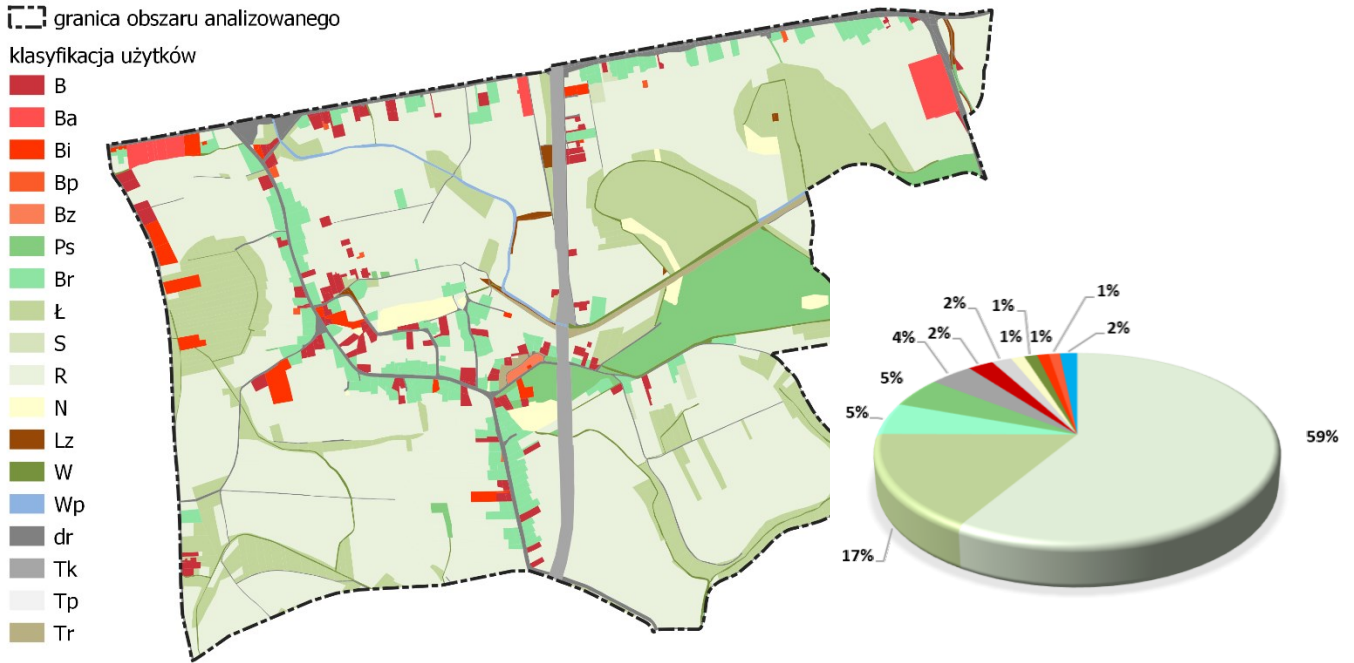 granica obszaru analizowanego
klasyfikacja użytków
B
Ba
Bi
Bp
Bz
Ps
Br
Ł
S
R
N
Lz
W
Wp
dr
Tk
Tp
Tr
1%
2%
1%
2%
2%
1%
1%
4%
5%
5%
59%
17%